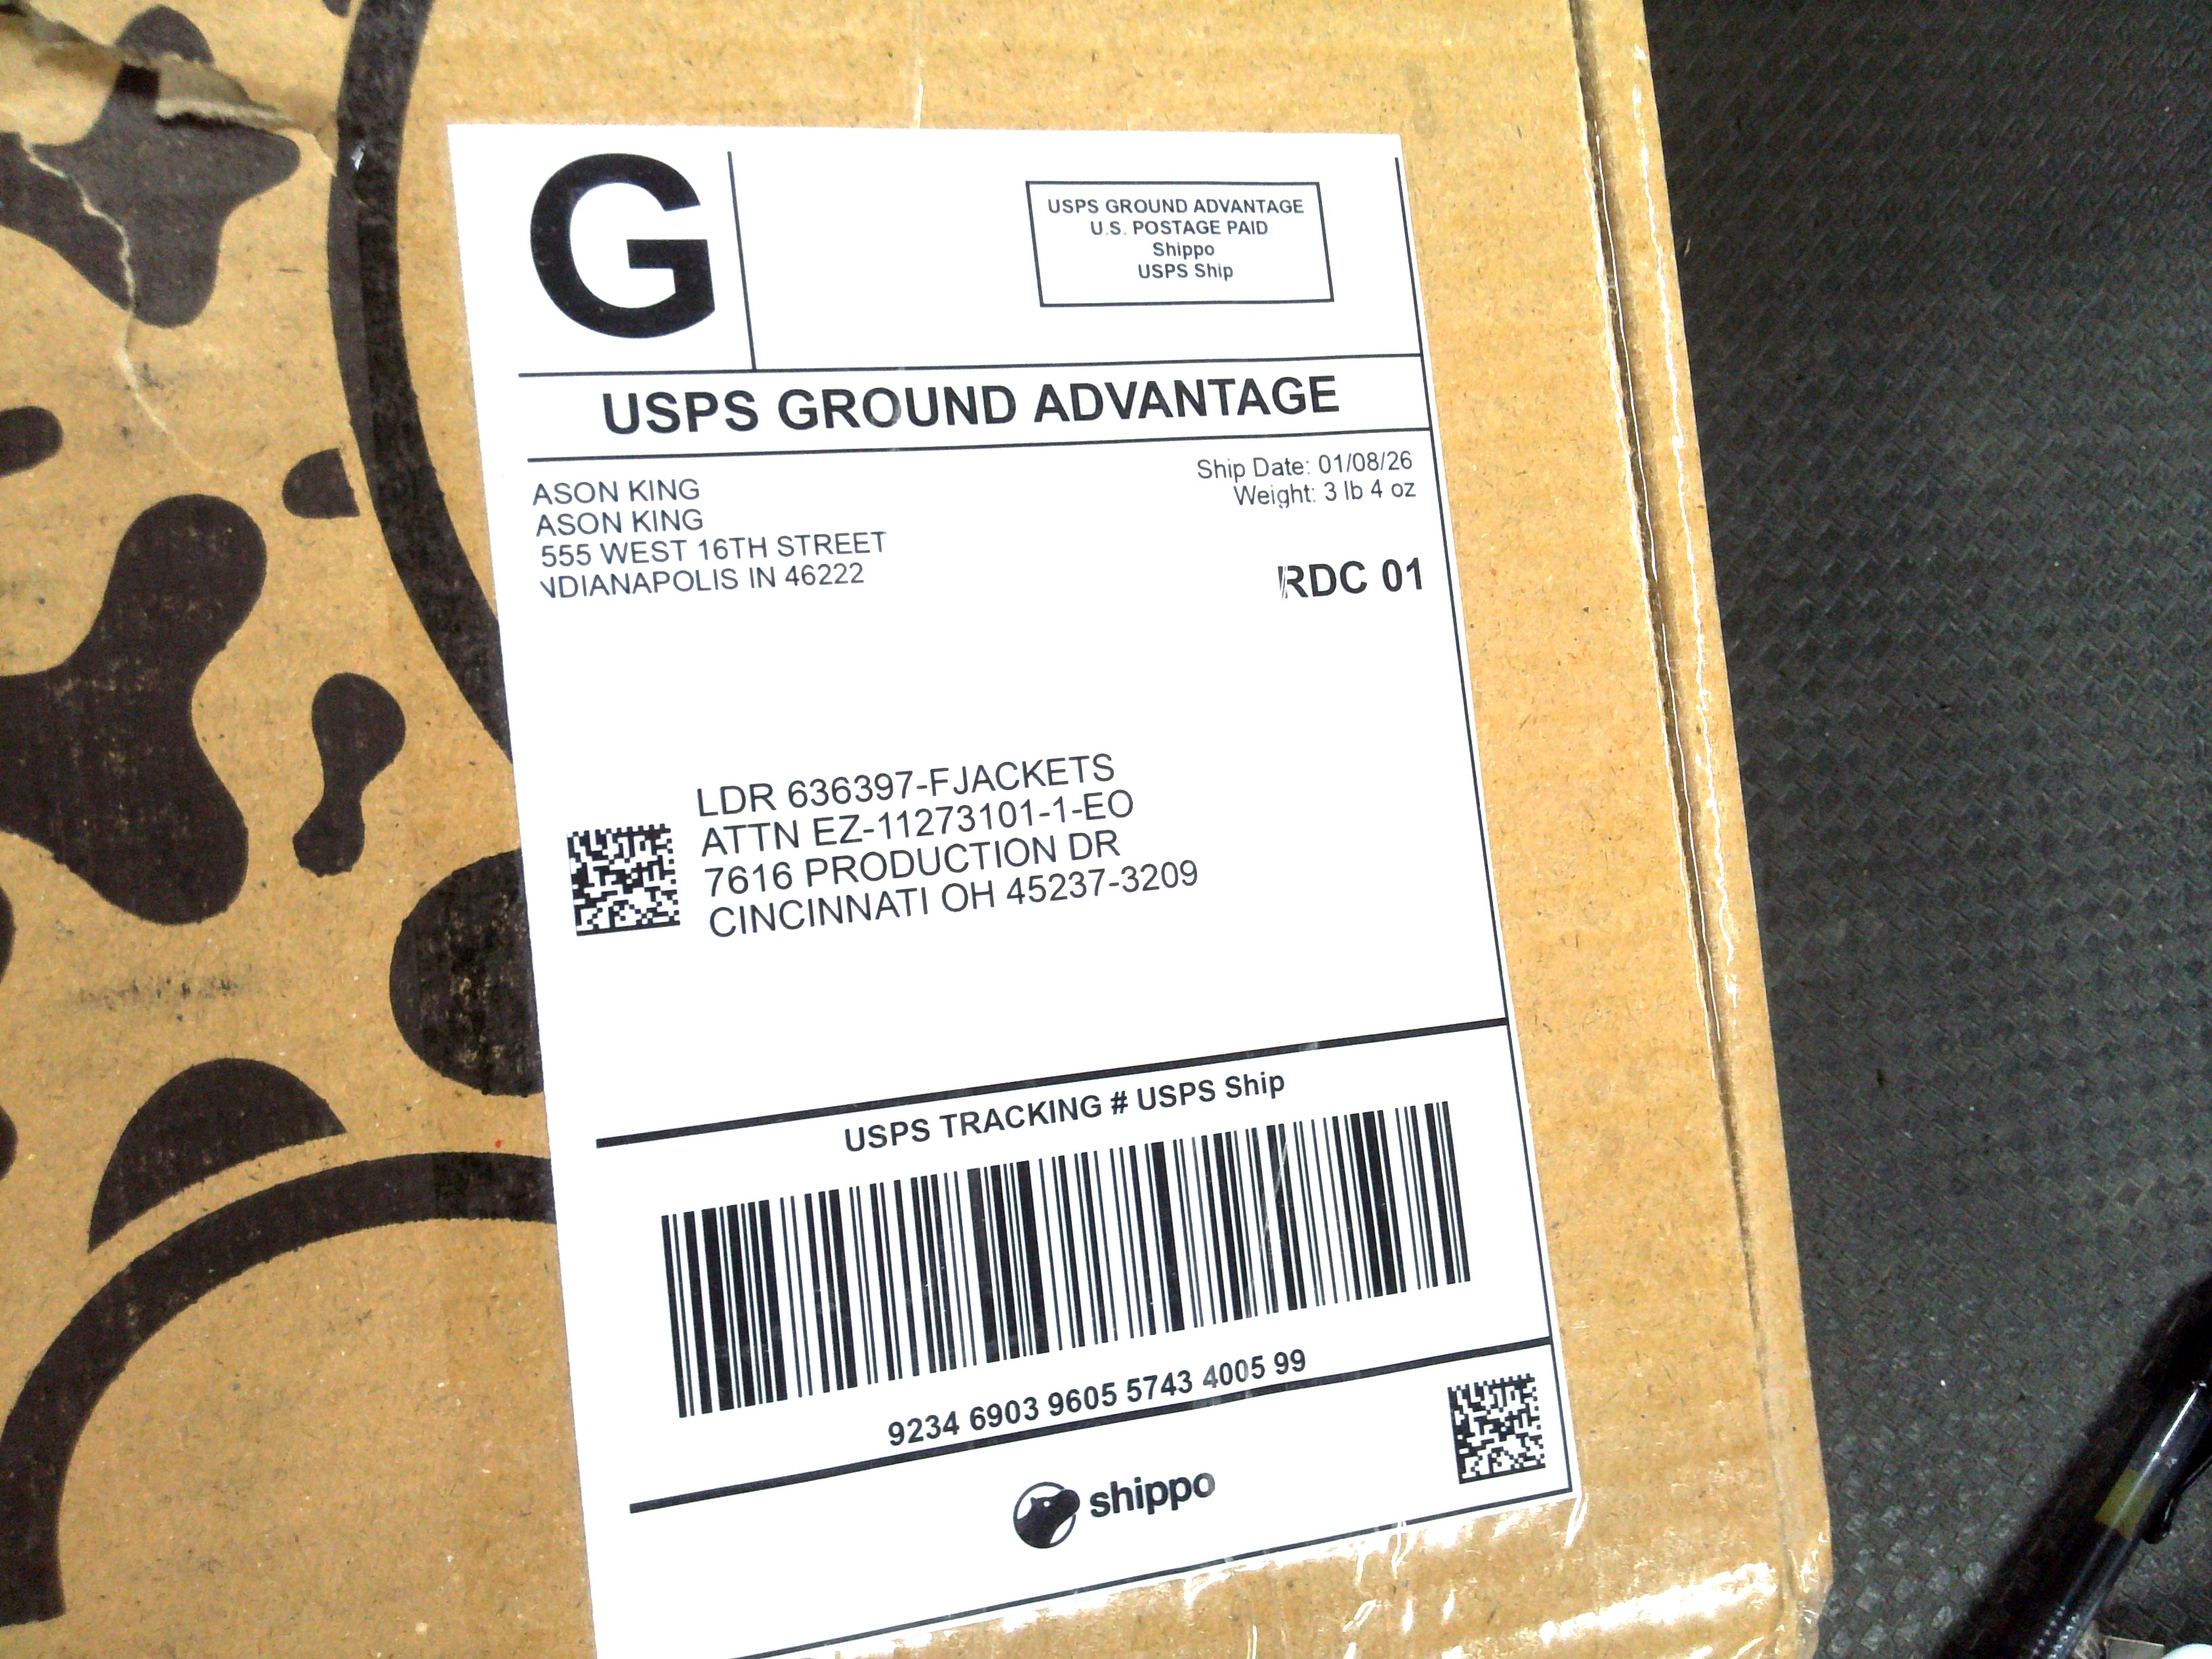 G
USPS GROUND ADVANTAGE
U.S. POSTAGE PAID
Shippo
USPS Ship
USPS GROUND ADVANTAGE
ASON KING
ASON KING
555 WEST 16TH STREET
NDIANAPOLIS IN 46222
Ship Date: 01/08/26
Weight: 3 lb 4 oz
RDC 01
LDR 636397-FJACKETS
ATTN EZ-11273101-1-EO
7616 PRODUCTION DR
CINCINNATI OH 45237-3209
USPS TRACKING # USPS Ship
9234 6903 9605 5743 4005 99
shippo